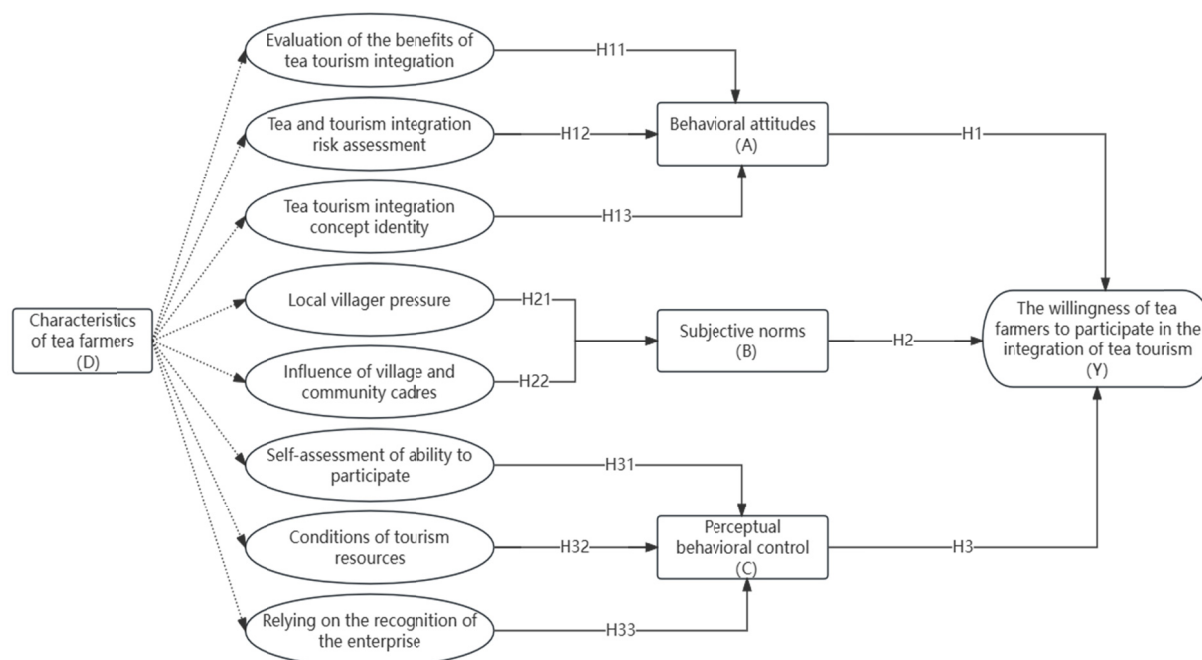 Evaluation of the benefits of
tea tourism integration
H11
Tea and tourism integration
risk assessment
H12
Behavioral attitudes
(A)
H1
Tea tourism integration
concept identity
H13
Characteristics
of tea farmers
(D)
Local villager pressure
H21
Influence of village and
community cadres
H22
Subjective norms
(B)
H2
The willingness of tea
famers to participate in the
integration of tea tourism
(Y)
Self-assessment of ability to
participate
H31
Conditions of tourism
resources
H32
Perceptual
behavioral control
(C)
H3
Relying on the recognition of
the enterprise
H33